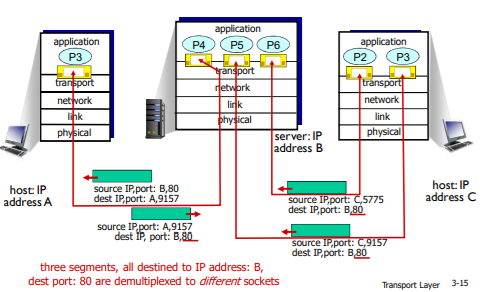 application
P3
transport
network
link
physical
host: IP
address A
application
P4
P5
P6
transport
network
link
physical
server: IP
address B
application
P2
P3
transport
network
link
physical
host: IP
address C
source IP,port: B,80
dest IP,port: A,9157
source IP,port: A,9157
dest IP, port: B,80
source IP,port: C,5775
dest IP,port: B,80
source IP,port: C,9157
dest IP,port: B,80
three segments, all destined to IP address: B,
dest port: 80 are demultiplexed to different sockets
Transport Layer 3-15